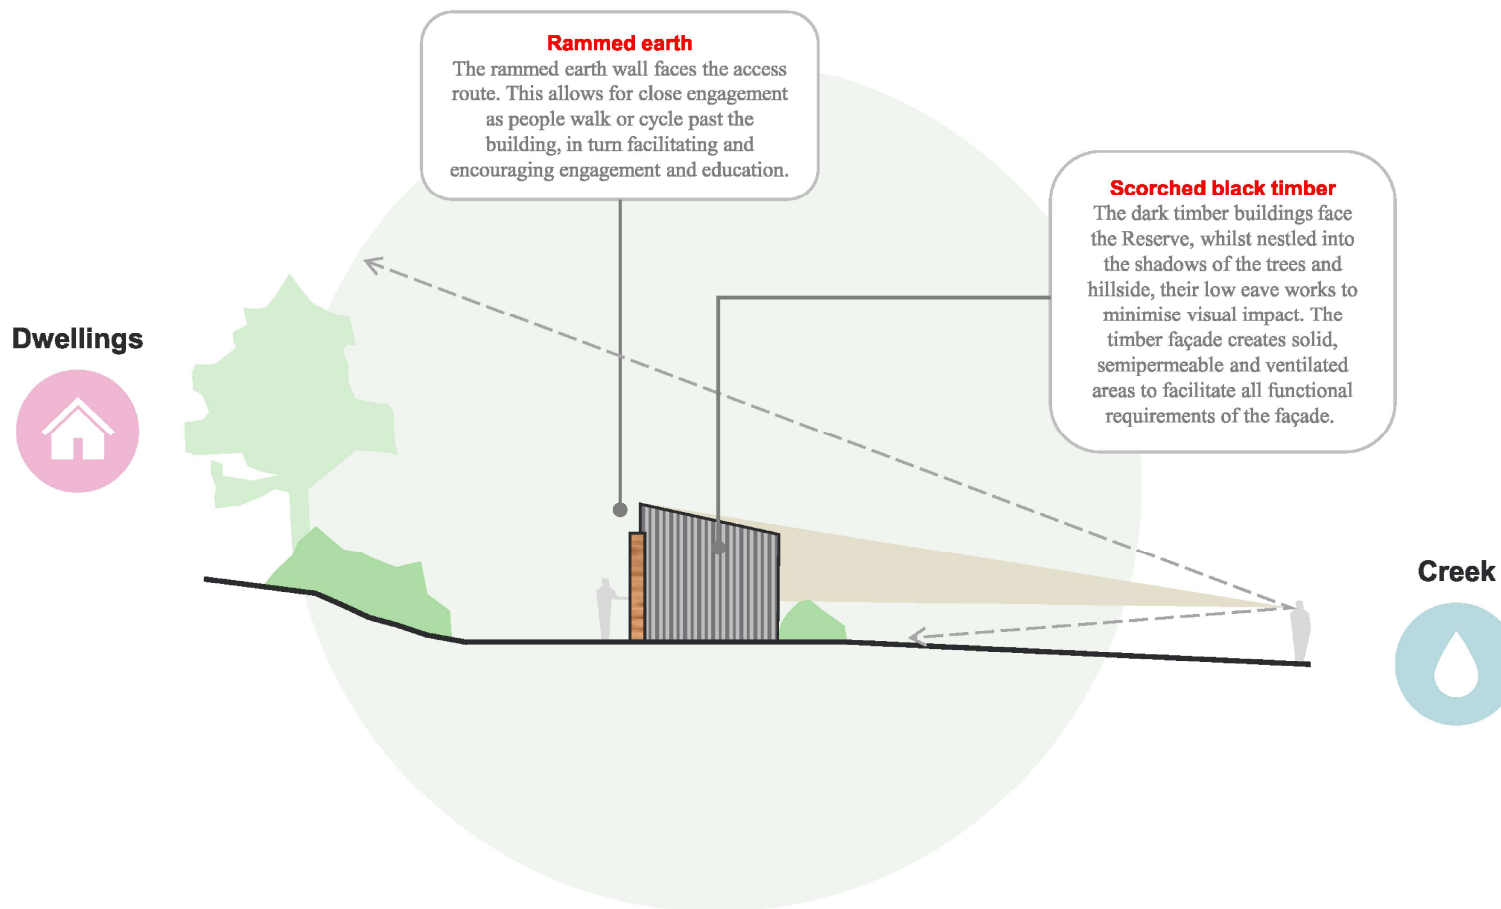 Rammed earth
The rammed earth wall faces the access
route. This allows for close engagement
as people walk or cycle past the
building, in turn facilitating and
encouraging engagement and education.
Scorched black timber
The dark timber buildings face
the Reserve, whilst nestled into
the shadows of the trees and
hillside, their low eave works to
minimise visual impact. The
timber façade creates solid,
semipermeable and ventilated
areas to facilitate all functional
requirements of the façade.
Dwellings
Creek